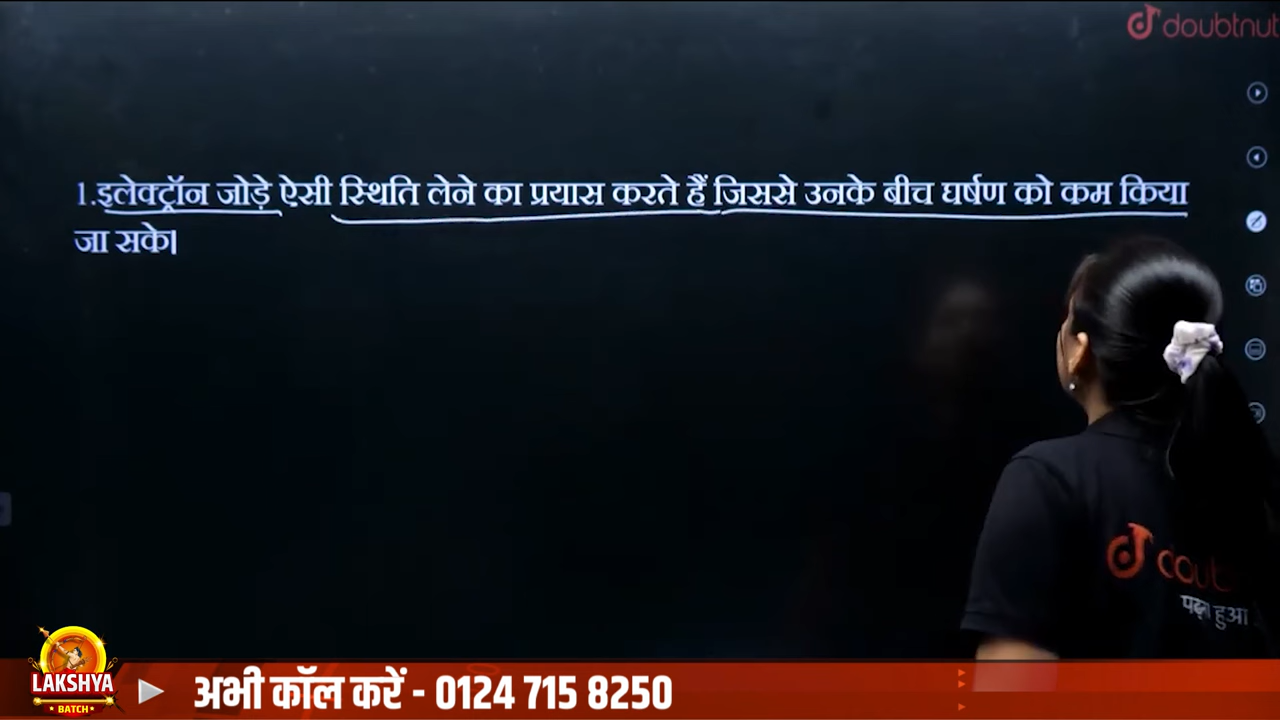 doubtnut
1.इलेक्ट्रॉन जोड़े ऐसी स्थिति लेने का प्रयास करते हैं जिससे उनके बीच घर्षण को कम किया
जा सके।
पढ़ना हुआ
LAKSHYA
BATCH
अभी कॉल करें - 0124 715 8250